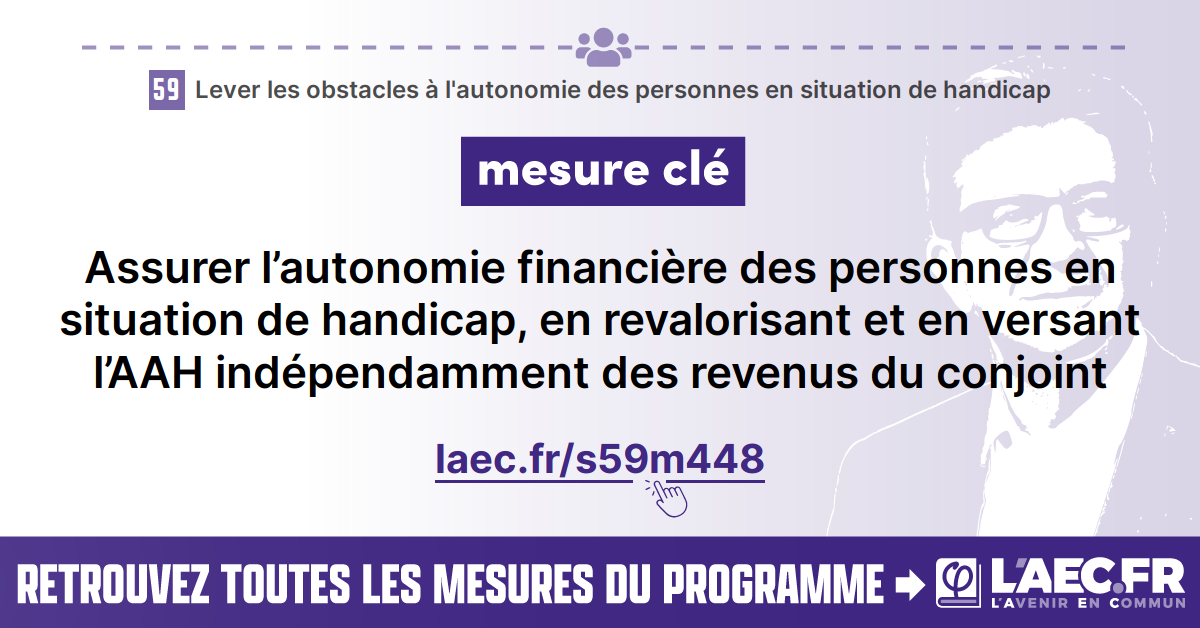 59 Lever les obstacles à l'autonomie des personnes en situation de handicap
mesure clé
Assurer l’autonomie financière des personnes en
situation de handicap, en revalorisant et en versant
l’AAH indépendamment des revenus du conjoint
laec.fr/s59m448
RETROUVEZ TOUTES LES MESURES DU PROGRAMME → φ L'AEC.FR
L'AVENIR EN COMMUN